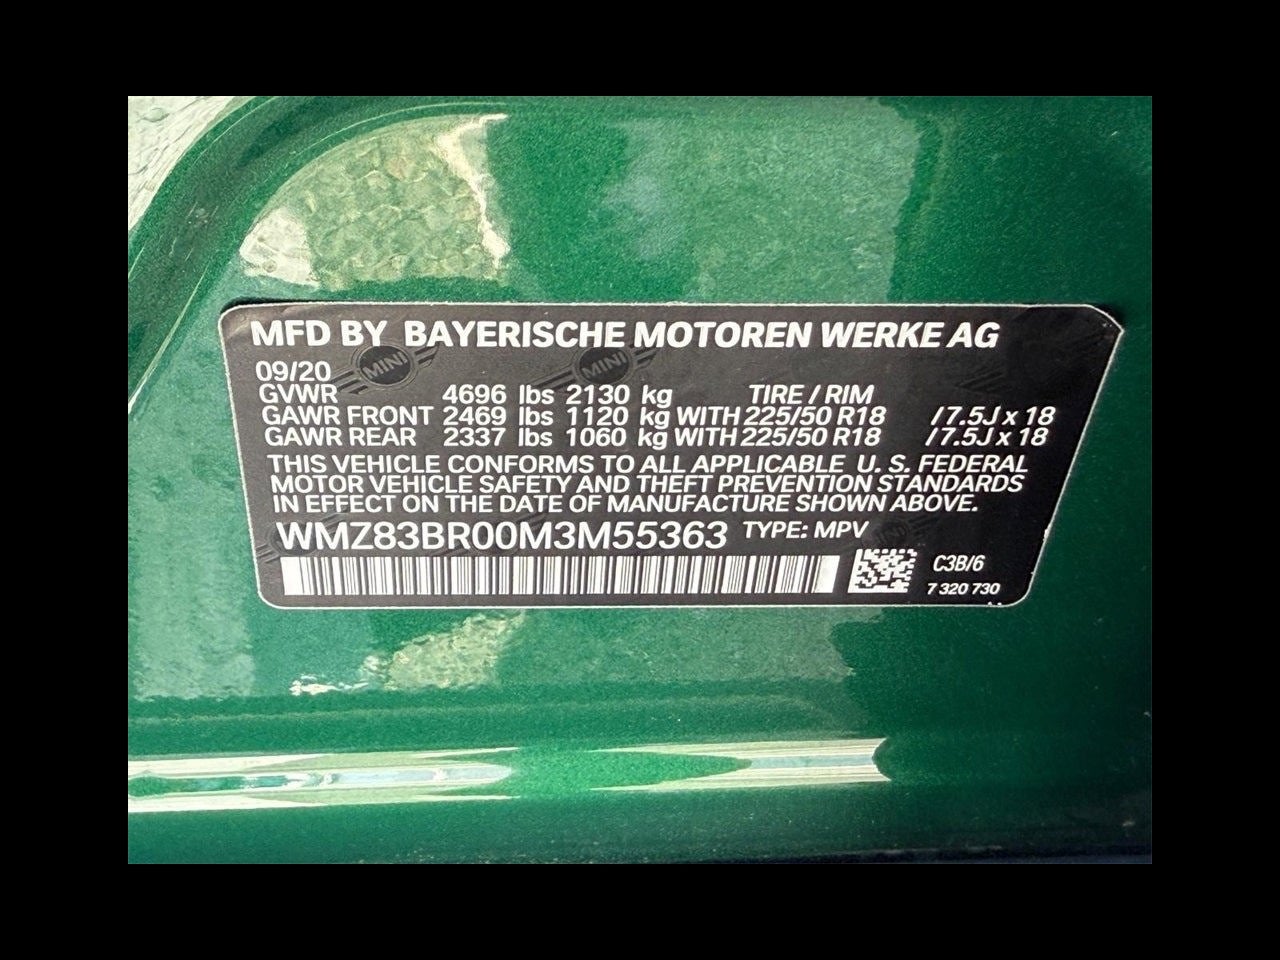 MFD BY BAYERISCHE MOTOREN WERKE AG
MINI MINI
09/20
GVWR 4696 lbs 2130 kg TIRE / RIM
GAWR FRONT 2469 lbs 1120 kg WITH 225/50 R18 / 7.5J x 18
GAWR REAR 2337 lbs 1060 kg WITH 225/50 R18 / 7.5J x 18
THIS VEHICLE CONFORMS TO ALL APPLICABLE U. S. FEDERAL
MOTOR VEHICLE SAFETY AND THEFT PREVENTION STANDARDS
IN EFFECT ON THE DATE OF MANUFACTURE SHOWN ABOVE.
WMZ83BR00M3M55363 TYPE: MPV
C3B/6
7 320 730